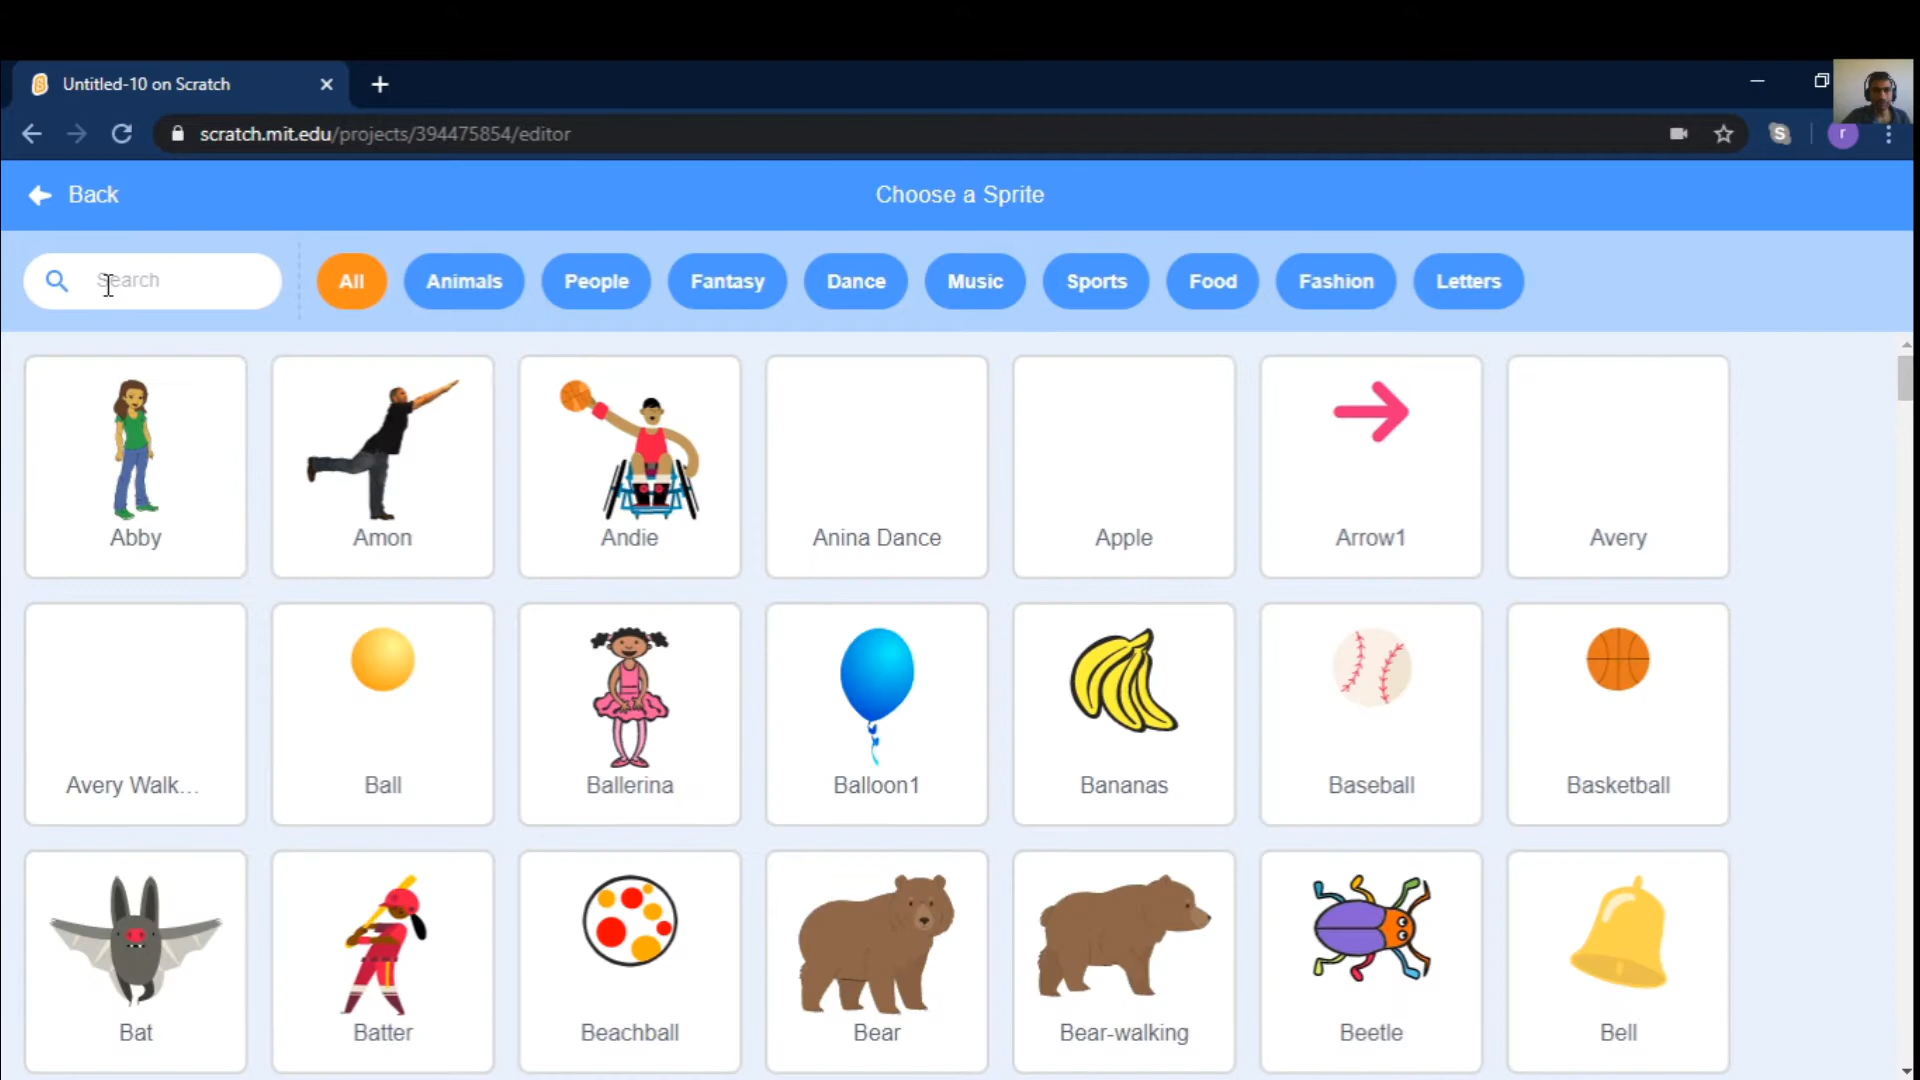 Untitled-10 on Scratch
scratch.mit.edu/projects/394475854/editor
S
r
Back
Choose a Sprite
Search
All
Animals
People
Fantasy
Dance
Music
Sports
Food
Fashion
Letters
Abby
Amon
Andie
Anina Dance
Apple
Arrow1
Avery
Avery Walk...
Ball
Ballerina
Balloon1
Bananas
Baseball
Basketball
Bat
Batter
Beachball
Bear
Bear-walking
Beetle
Bell